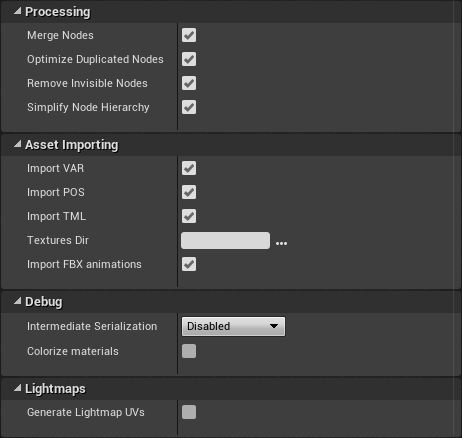 Processing
Merge Nodes
Optimize Duplicated Nodes
Remove Invisible Nodes
Simplify Node Hierarchy
Asset Importing
Import VAR
Import POS
Import TML
Textures Dir
...
Import FBX animations
Debug
Intermediate Serialization Disabled
Colorize materials
Lightmaps
Generate Lightmap UVs